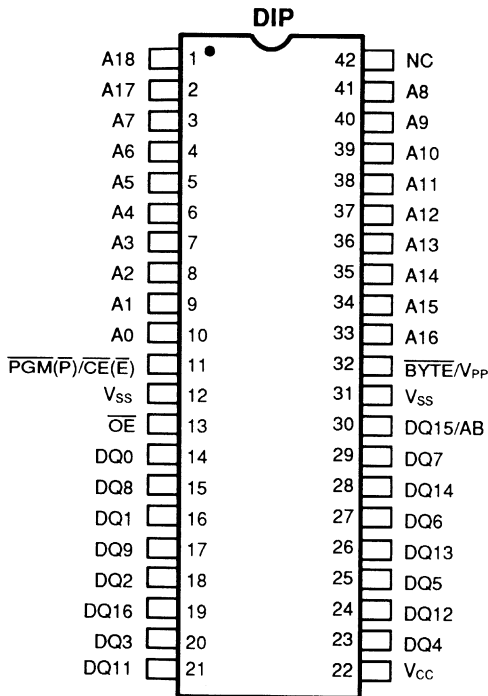 DIP
A18 1 42 NC
A17 2 41 A8
A7 3 40 A9
A6 4 39 A10
A5 5 38 A11
A4 6 37 A12
A3 7 36 A13
A2 8 35 A14
A1 9 34 A15
A0 10 33 A16
PGM(P)/CE(E) 11 32 BYTE/VPP
VSS 12 31 VSS
OE 13 30 DQ15/AB
DQ0 14 29 DQ7
DQ8 15 28 DQ14
DQ1 16 27 DQ6
DQ9 17 26 DQ13
DQ2 18 25 DQ5
DQ16 19 24 DQ12
DQ3 20 23 DQ4
DQ11 21 22 VCC